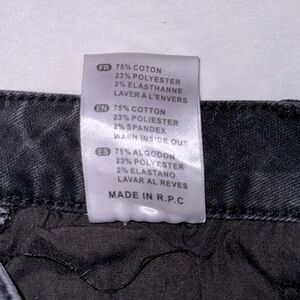 FR 75% COTON
23% POLYESTER
2% ELASTHANNE
LAVER À L'ENVERS
EN 75% COTTON
23% POLIESTER
2% SPANDEX
WASH INSIDE OUT
ES 75% ALGODON
23% POLYESTER
2% ELASTANO
LAVAR AL REVES
MADE IN R.P.C